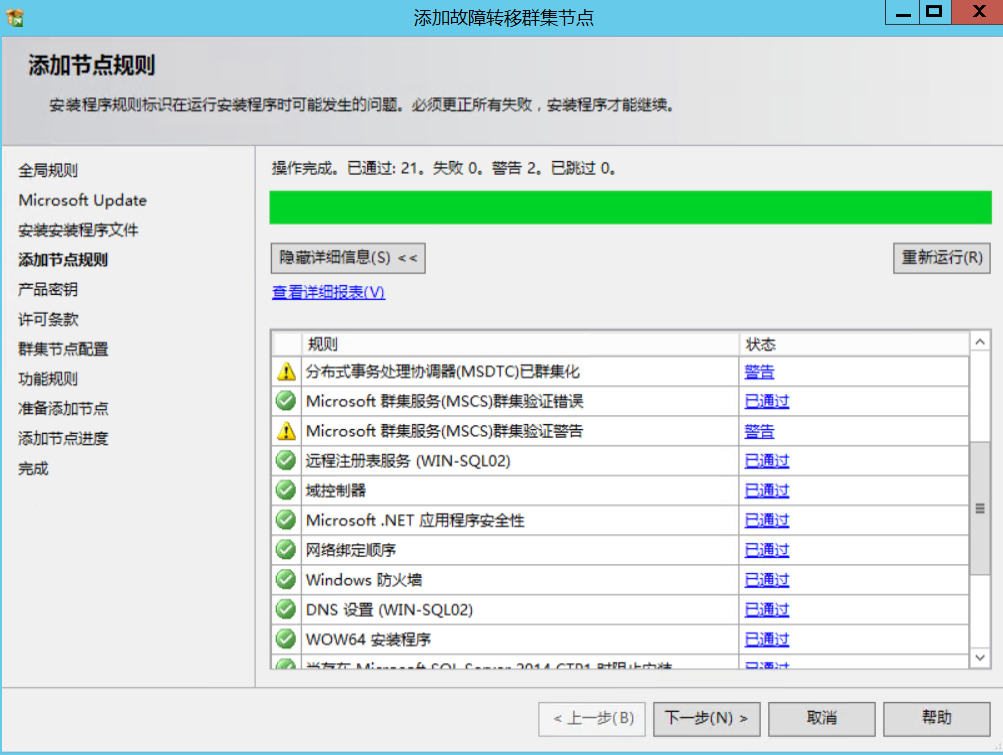 添加故障转移群集节点
添加节点规则
安装程序规则标识在运行安装程序时可能发生的问题。必须更正所有失败，安装程序才能继续。
全局规则
Microsoft Update
安装安装程序文件
添加节点规则
产品密钥
许可条款
群集节点配置
功能规则
准备添加节点
添加节点进度
完成
操作完成。已通过: 21。失败 0。警告 2。已跳过 0。
隐藏详细信息(S) <<
重新运行(R)
查看详细报表(V)
规则 状态
分布式事务处理协调器(MSDTC)已群集化 警告
Microsoft 群集服务(MSCS)群集验证错误 已通过
Microsoft 群集服务(MSCS)群集验证警告 警告
远程注册表服务 (WIN-SQL02) 已通过
域控制器 已通过
Microsoft .NET 应用程序安全性 已通过
网络绑定顺序 已通过
Windows 防火墙 已通过
DNS 设置 (WIN-SQL02) 已通过
WOW64 安装程序 已通过
当存在 Microsoft SQL Server 2014 CTP1 时阻止安装 已通过
< 上一步(B) 下一步(N) > 取消 帮助